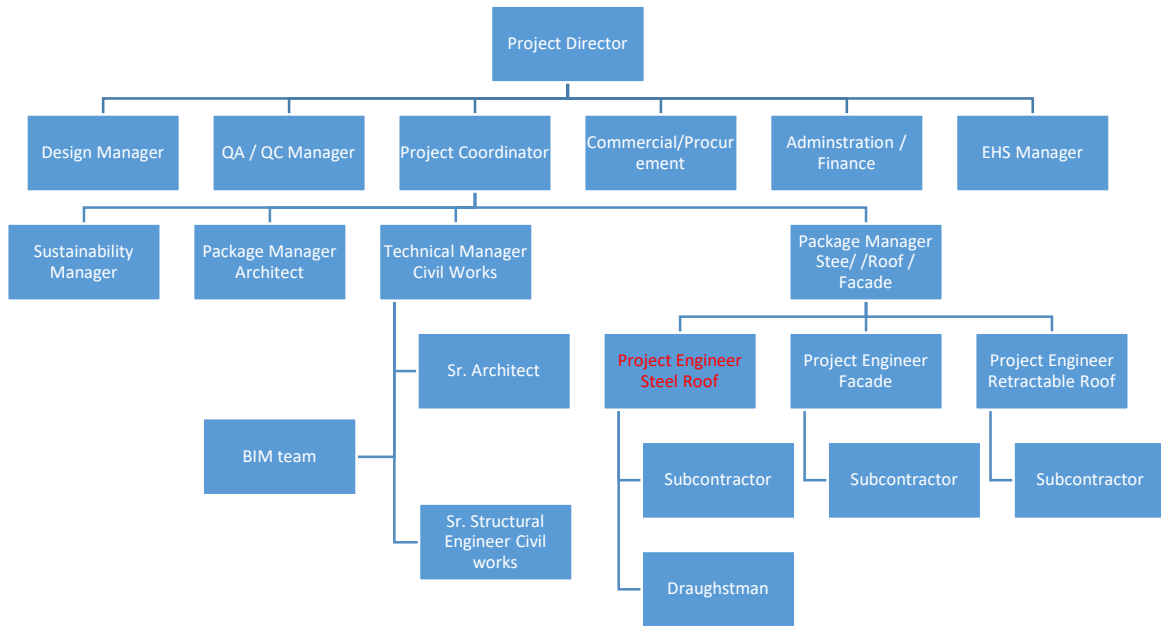 Project Director
Design Manager
QA / QC Manager
Project Coordinator
Commercial/Procur
ement
Adminstration /
Finance
EHS Manager
Sustainability
Manager
Package Manager
Architect
Technical Manager
Civil Works
Package Manager
Stee/ /Roof /
Facade
Sr. Architect
Project Engineer
Steel Roof
Project Engineer
Facade
Project Engineer
Retractable Roof
BIM team
Subcontractor
Subcontractor
Subcontractor
Sr. Structural
Engineer Civil
works
Draughstman